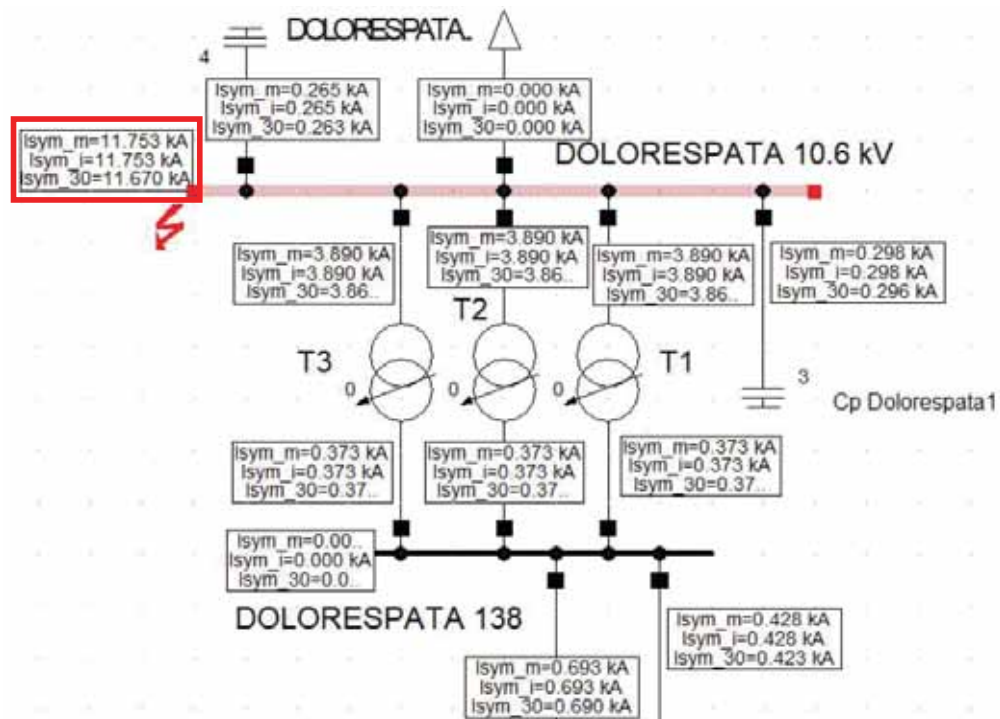 DOLORESPATA..
4
Isym_m=0.265 kA
Isym_i=0.265 kA
Isym_30=0.263 kA
Isym_m=0.000 kA
Isym_i=0.000 kA
Isym_30=0.000 kA
Isym_m=11.753 kA
Isym_i=11.753 kA
Isym_30=11.670 kA
DOLORESPATA 10.6 kV
Isym_m=3.890 kA
Isym_i=3.890 kA
Isym_30=3.86..
Isym_m=3.890 kA
Isym_i=3.890 kA
Isym_30=3.86..
Isym_m=3.890 kA
Isym_i=3.890 kA
Isym_30=3.86..
Isym_m=0.298 kA
Isym_i=0.298 kA
Isym_30=0.296 kA
T3
T2
T1
0
0
0
3
Cp Dolorespata1
Isym_m=0.373 kA
Isym_i=0.373 kA
Isym_30=0.37..
Isym_m=0.373 kA
Isym_i=0.373 kA
Isym_30=0.37..
Isym_m=0.373 kA
Isym_i=0.373 kA
Isym_30=0.37..
Isym_m=0.00..
Isym_i=0.000 kA
Isym_30=0.0..
DOLORESPATA 138
Isym_m=0.693 kA
Isym_i=0.693 kA
Isym_30=0.690 kA
Isym_m=0.428 kA
Isym_i=0.428 kA
Isym_30=0.423 kA